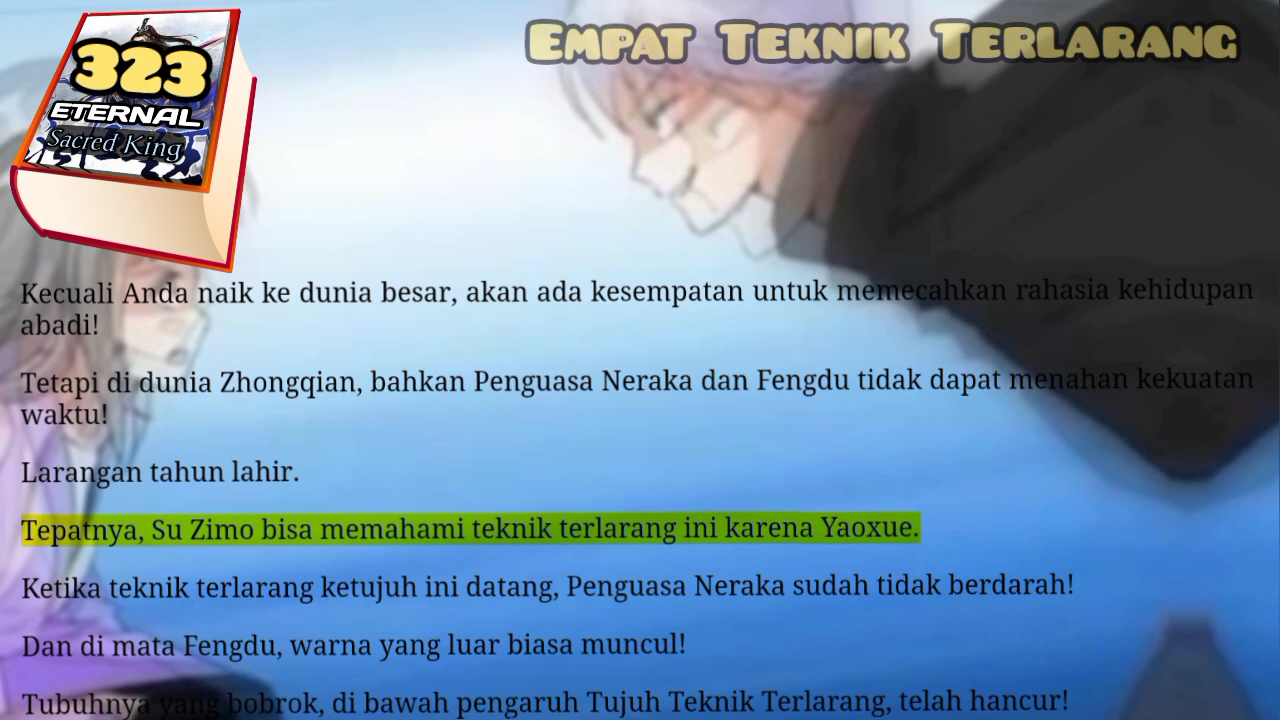 323
ETERNAL
Sacred King
EMPAT TEKNIK TERLARANG
Kecuali Anda naik ke dunia besar, akan ada kesempatan untuk memecahkan rahasia kehidupan
abadi!
Tetapi di dunia Zhongqian, bahkan Penguasa Neraka dan Fengdu tidak dapat menahan kekuatan
waktu!
Larangan tahun lahir.
Tepatnya, Su Zimo bisa memahami teknik terlarang ini karena Yaoxue.
Ketika teknik terlarang ketujuh ini datang, Penguasa Neraka sudah tidak berdarah!
Dan di mata Fengdu, warna yang luar biasa muncul!
Tubuhnya yang bobrok, di bawah pengaruh Tujuh Teknik Terlarang, telah hancur!